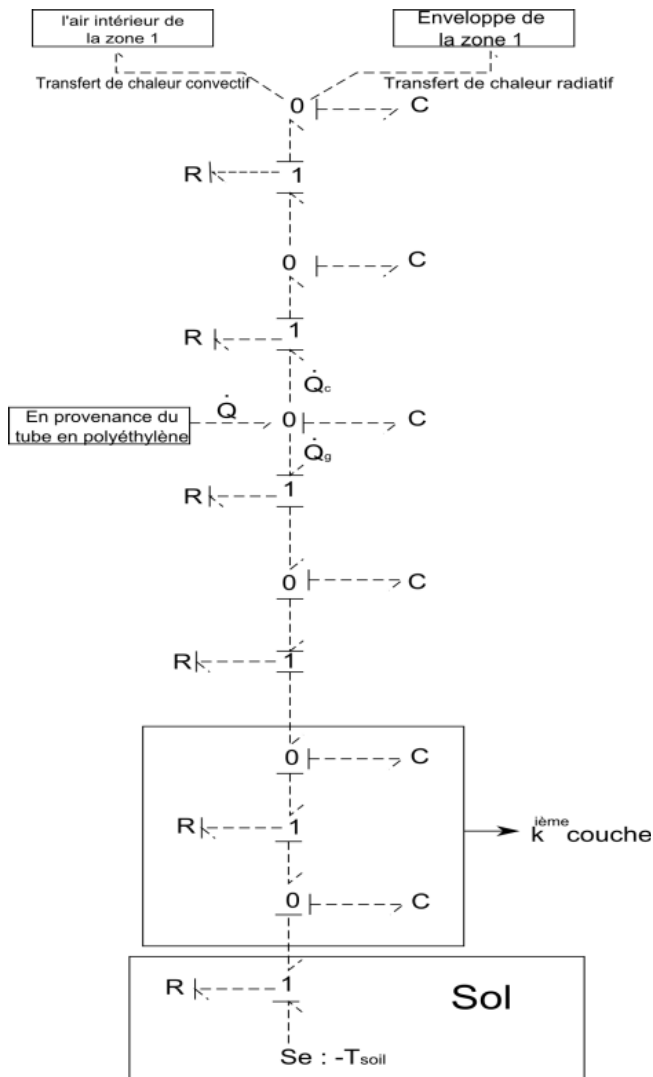 l'air intérieur de
la zone 1
Enveloppe de
la zone 1
Transfert de chaleur convectif
Transfert de chaleur radiatif
0
C
R
1
0
C
R
1
Q̇c
En provenance du
tube en polyéthylène
Q̇
0
C
Q̇g
R
1
0
C
R
1
0
C
R
1
k ième couche
0
C
R
1
Sol
Se : -Tsoil